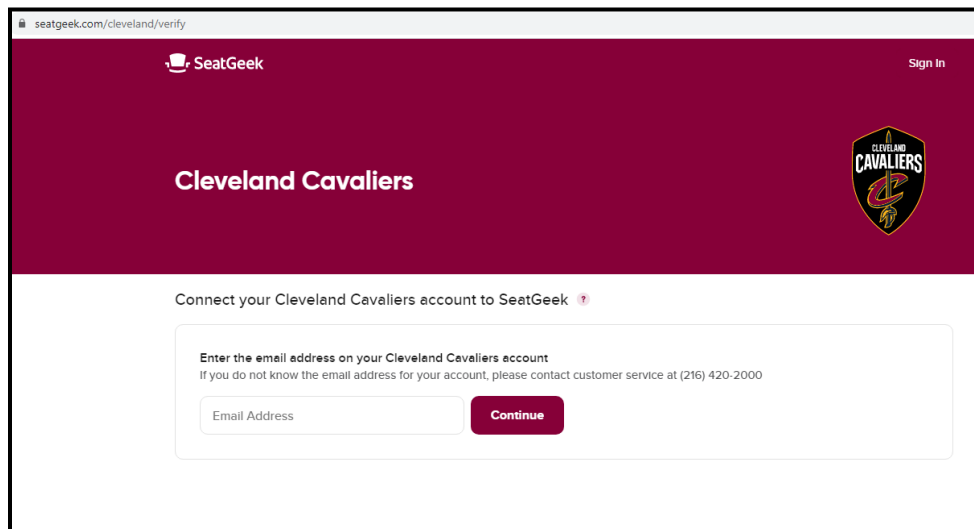 seatgeek.com/cleveland/verify
SeatGeek
Sign In
Cleveland Cavaliers
CLEVELAND
CAVALIERS
C
Connect your Cleveland Cavaliers account to SeatGeek ?
Enter the email address on your Cleveland Cavaliers account
If you do not know the email address for your account, please contact customer service at (216) 420-2000
Email Address
Continue